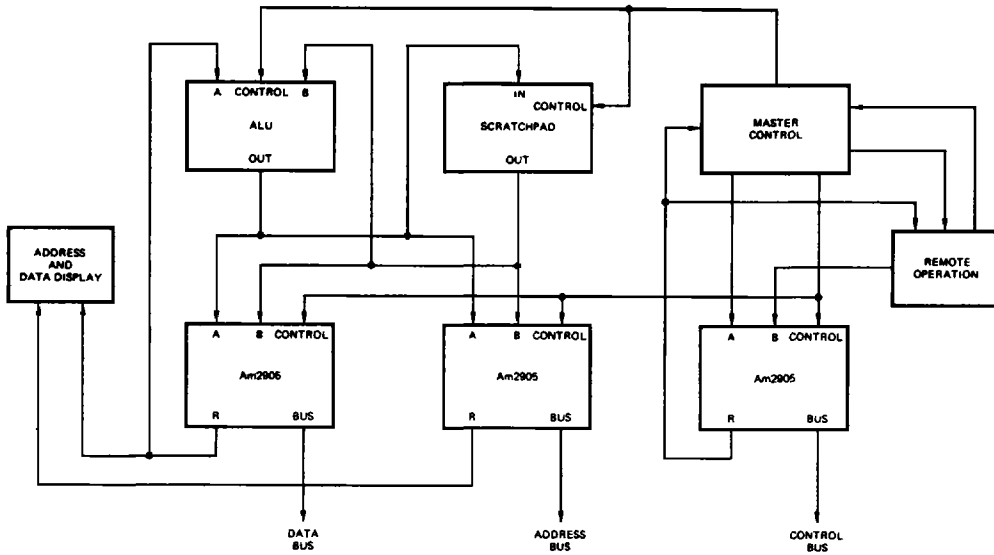 A CONTROL B
ALU
OUT
IN
CONTROL
SCRATCHPAD
OUT
MASTER
CONTROL
ADDRESS
AND
DATA DISPLAY
REMOTE
OPERATION
A B CONTROL
Am2906
R BUS
A B CONTROL
Am2905
R BUS
A B CONTROL
Am2905
R BUS
DATA
BUS
ADDRESS
BUS
CONTROL
BUS